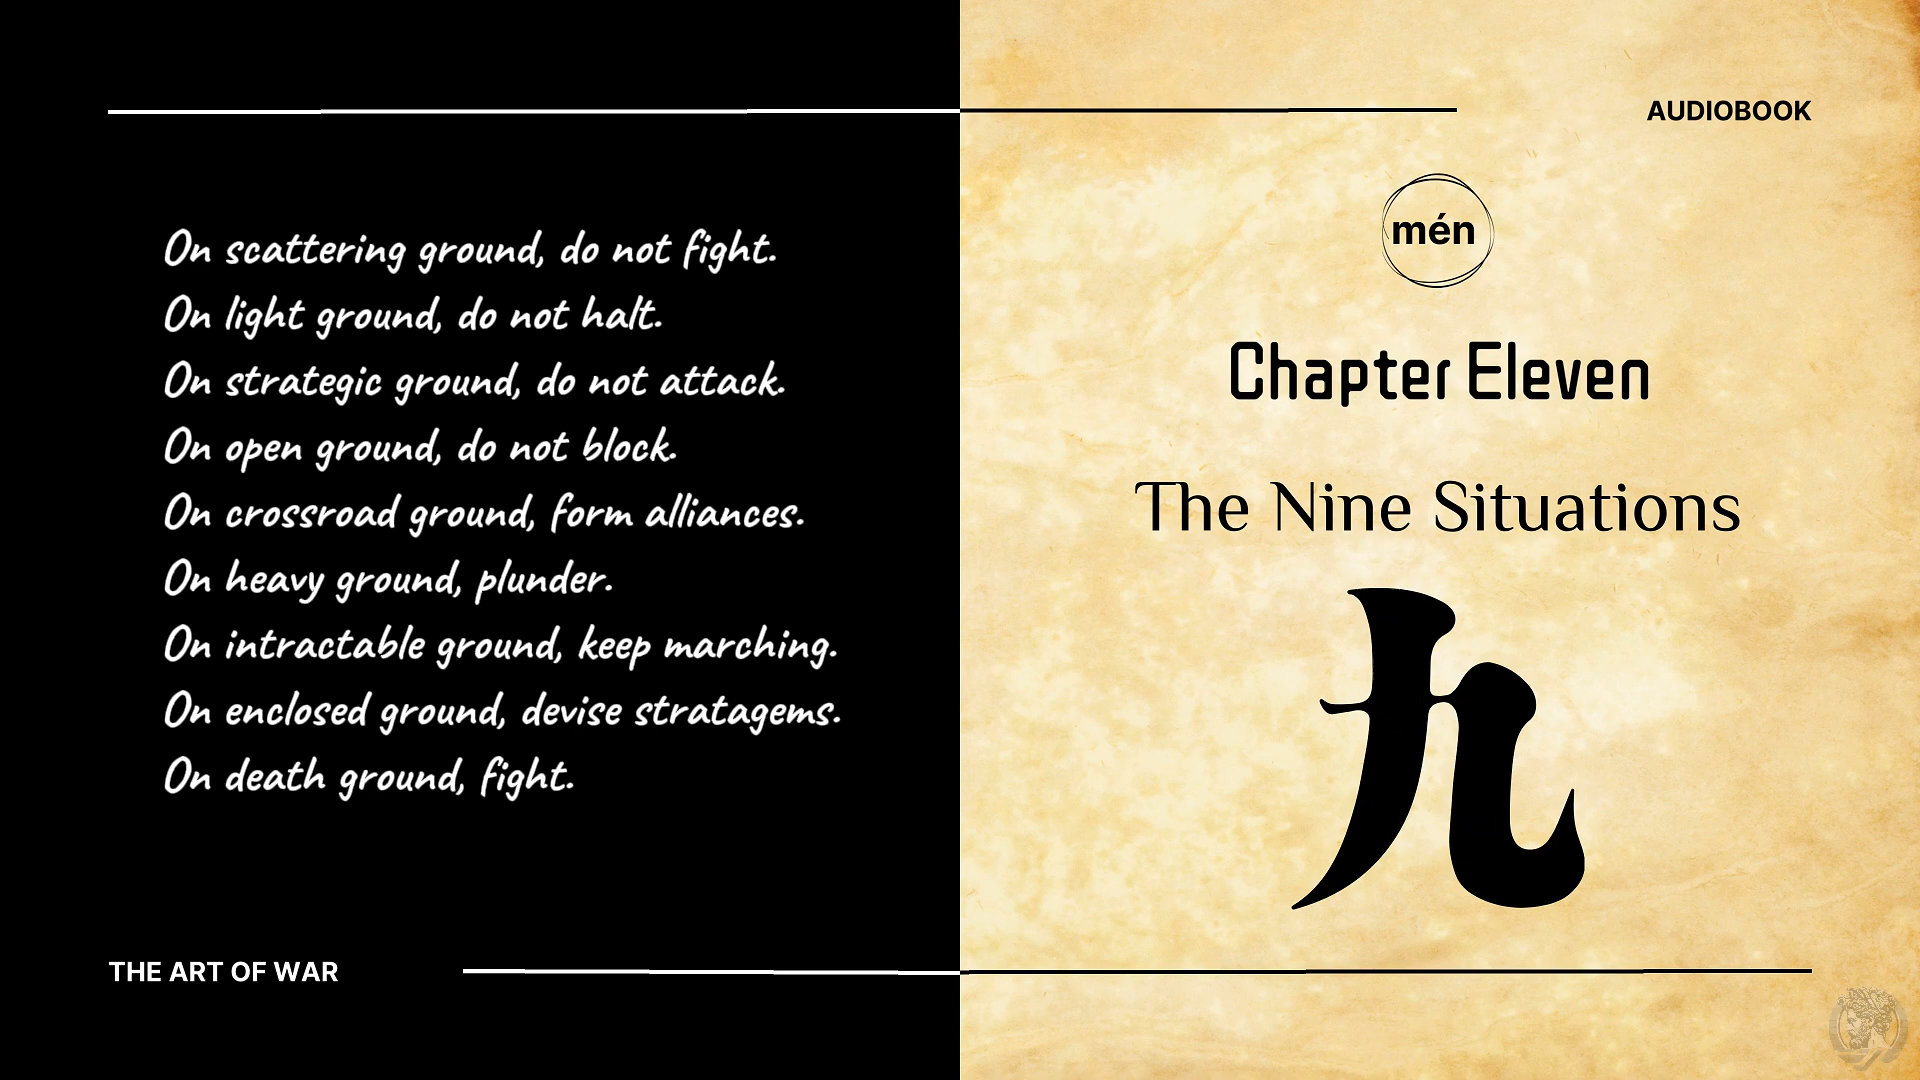 On scattering ground, do not fight.
On light ground, do not halt.
On strategic ground, do not attack.
On open ground, do not block.
On crossroad ground, form alliances.
On heavy ground, plunder.
On intractable ground, keep marching.
On enclosed ground, devise stratagems.
On death ground, fight.
THE ART OF WAR
AUDIOBOOK
mén
Chapter Eleven
The Nine Situations
九